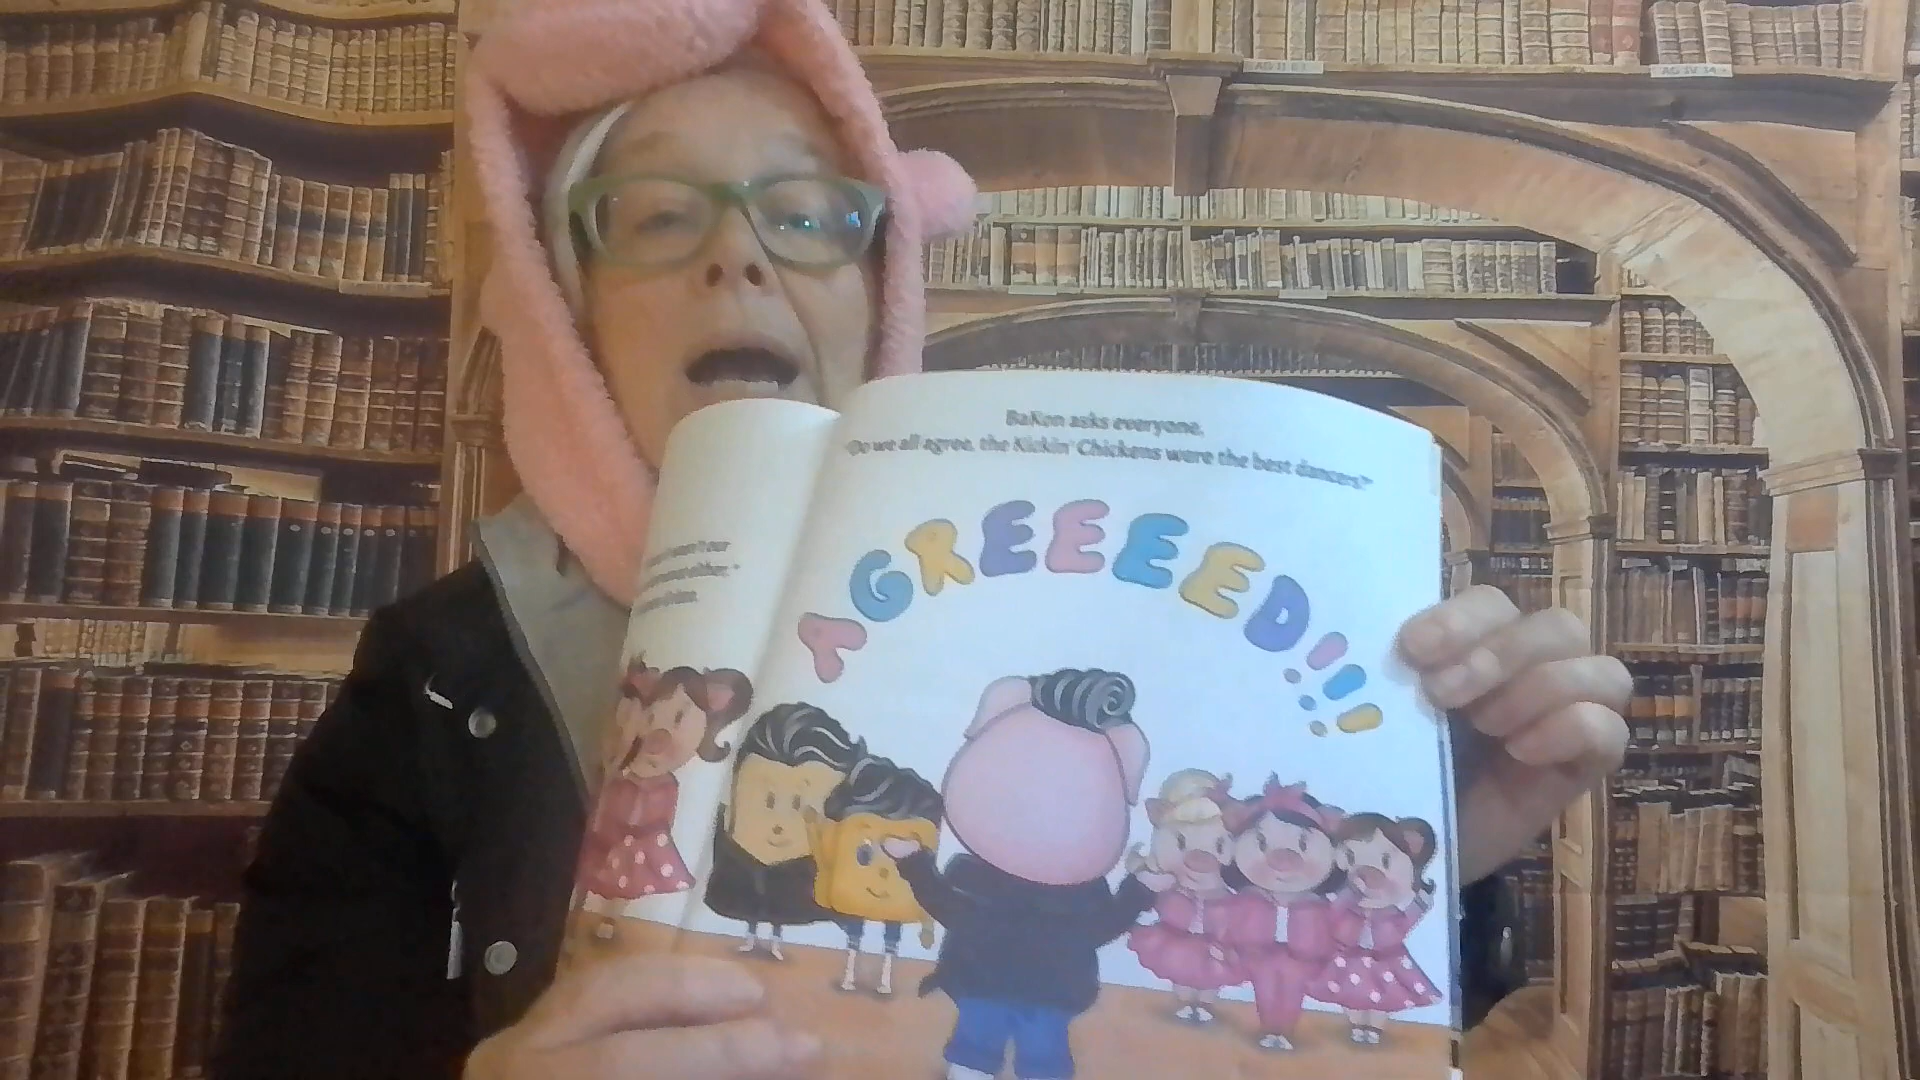 BaKon asks everyone,
"Do we all agree, the Kickin' Chickens were the best dancers?"
AGREEEED!!!